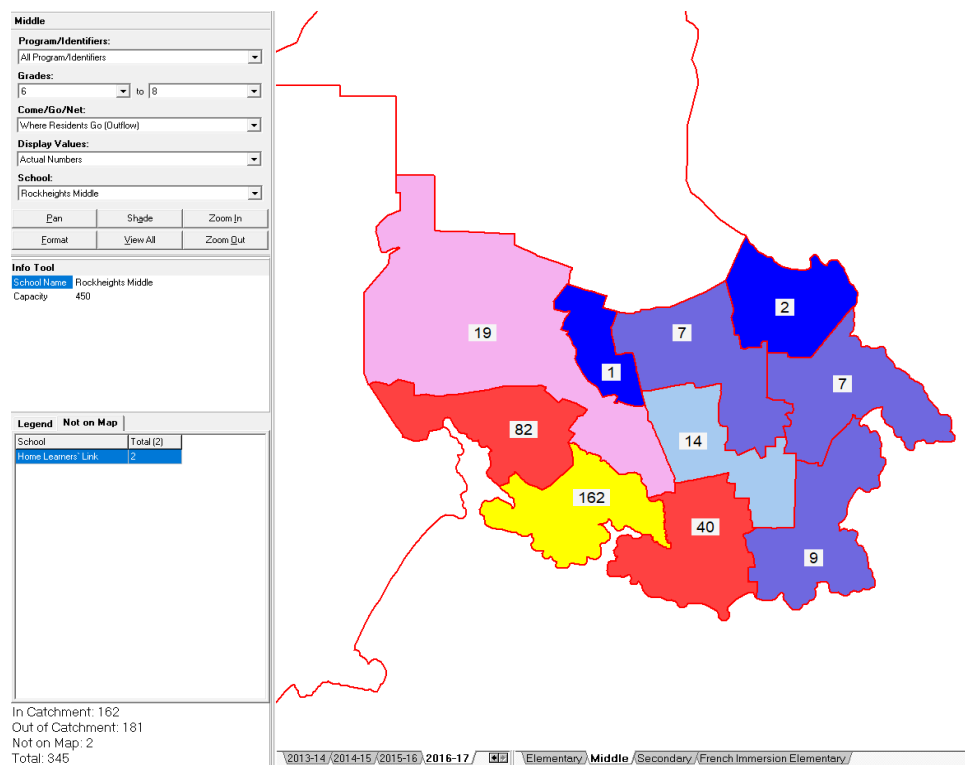 Middle
Program/Identifiers:
All Program/Identifiers
Grades:
6 to 8
Come/Go/Net:
Where Residents Go (Outflow)
Display Values:
Actual Numbers
School:
Rockheights Middle
Pan Shade Zoom In
Format View All Zoom Out
Info Tool
School Name Rockheights Middle
Capacity 450
Legend Not on Map
School Total (2)
Home Learners' Link 2
In Catchment: 162
Out of Catchment: 181
Not on Map: 2
Total: 345
2
19
7
1
7
82
14
162
40
9
2013-14 2014-15 2015-16 2016-17 Elementary Middle Secondary French Immersion Elementary